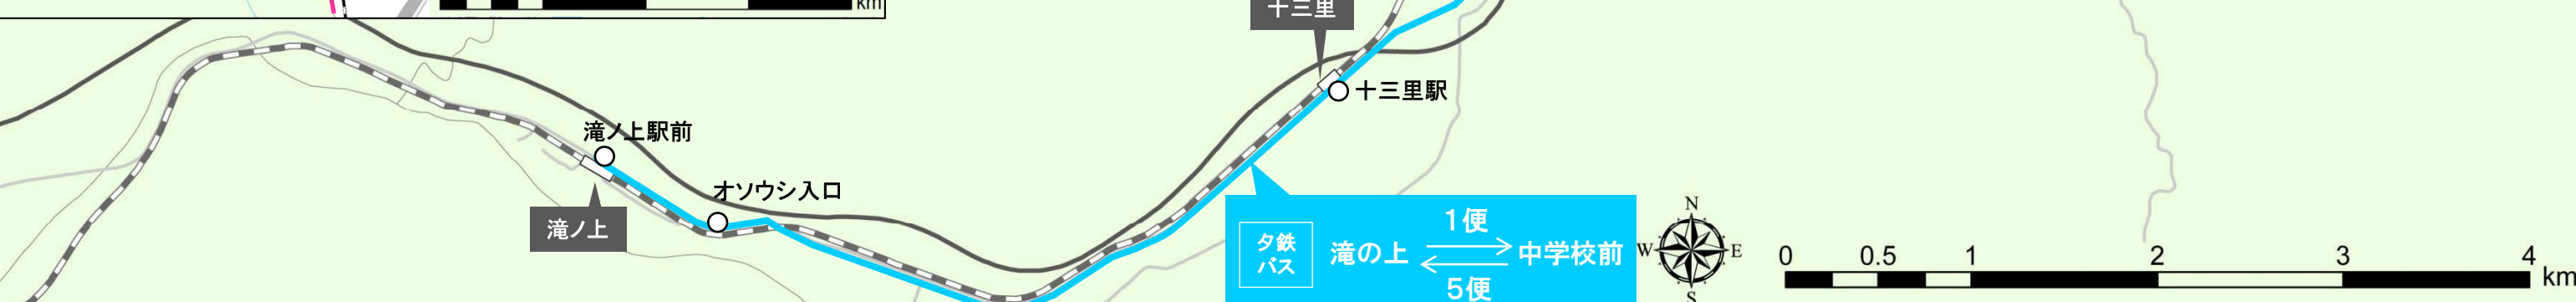 km
十三里
十三里駅
滝ノ上駅前
オソウシ入口
滝ノ上
夕鉄
バス
滝の上
1便
中学校前
5便
N
W
E
S
0 0.5 1 2 3 4
km